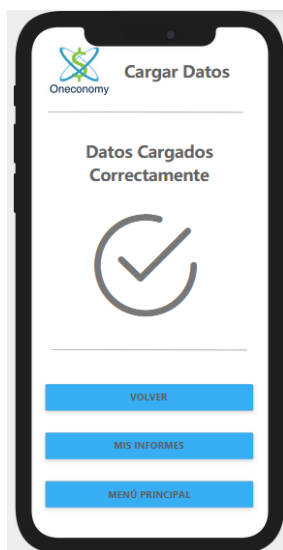 Cargar Datos
Oneconomy
Datos Cargados
Correctamente
VOLVER
MIS INFORMES
MENÚ PRINCIPAL